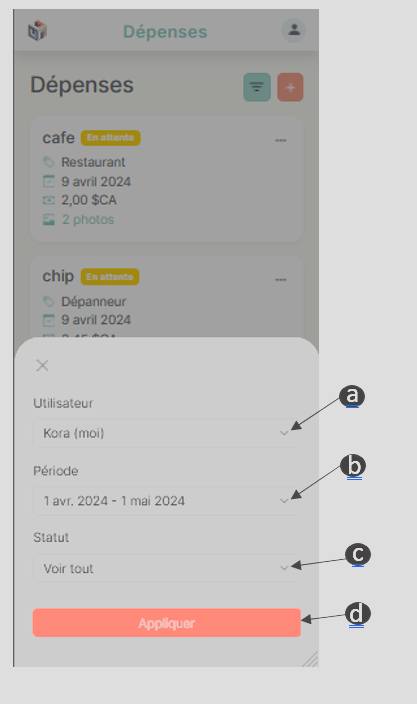 Dépenses
Dépenses
+
cafe En attente
Restaurant
9 avril 2024
2,00 $CA
2 photos
chip En attente
Dépanneur
9 avril 2024
Utilisateur
a
Kora (moi)
Période
b
1 avr. 2024 - 1 mai 2024
Statut
c
Voir tout
d
Appliquer